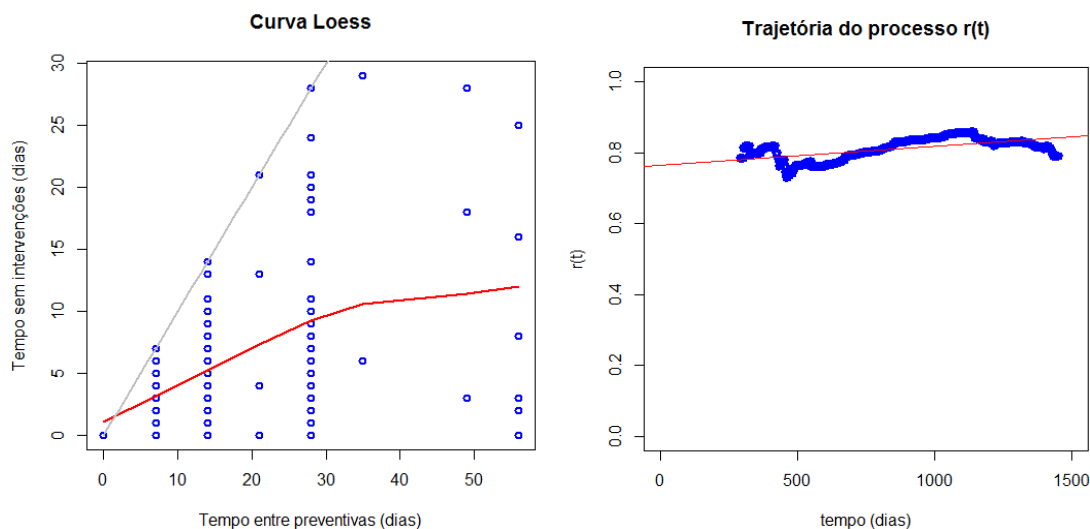 Curva Loess
Tempo sem intervenções (dias)
30
25
20
15
10
5
0
0 10 20 30 40 50
Tempo entre preventivas (dias)
Trajetória do processo r(t)
r(t)
1.0
0.8
0.6
0.4
0.2
0.0
0 500 1000 1500
tempo (dias)